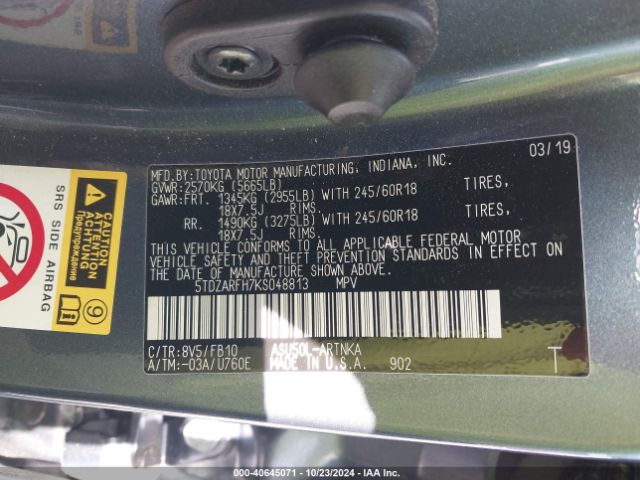 MFD.BY:TOYOTA MOTOR MANUFACTURING, INDIANA, INC. 03/19
GVWR:2570KG (5665LB)
GAWR:FRT. 1345KG (2955LB) WITH 245/60R18 TIRES,
18X7.5J RIMS.
RR. 1490KG (3275LB) WITH 245/60R18 TIRES,
18X7.5J RIMS.
THIS VEHICLE CONFORMS TO ALL APPLICABLE FEDERAL MOTOR
VEHICLE SAFETY AND THEFT PREVENTION STANDARDS IN EFFECT ON
THE DATE OF MANUFACTURE SHOWN ABOVE.
5TDZARFH7KS048813 MPV
C/TR:8V5/FB10 ASU50L-ARTNKA
A/TM:-03A/U760E MADE IN U.S.A. 902 T
SRS SIDE AIRBAG
CAUTION
ATTENTION
ACHTUNG
Предупреждение
9
000-40645071 | 10/23/2024 | IAA Inc.